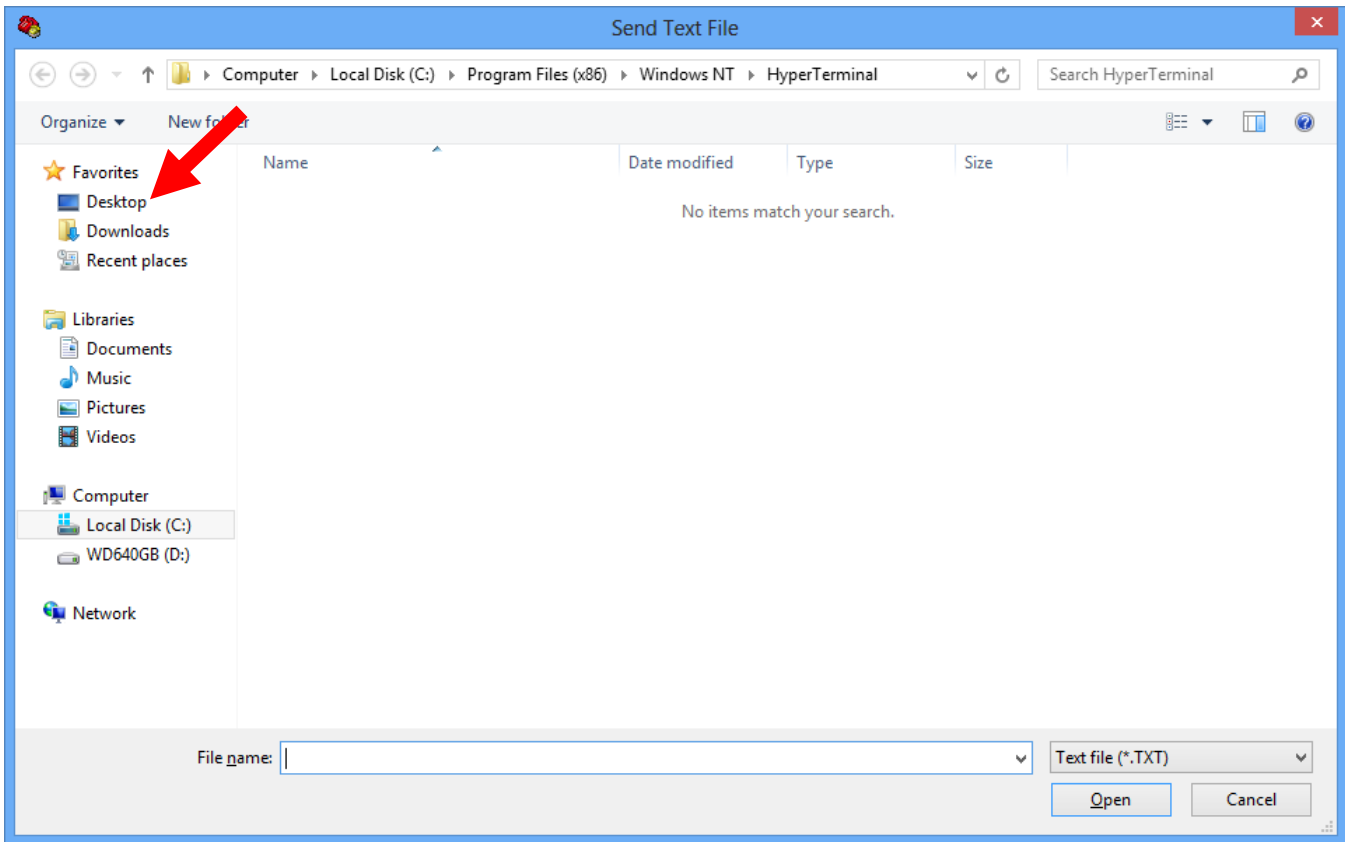 Send Text File
Computer Local Disk (C:) Program Files (x86) Windows NT HyperTerminal
Search HyperTerminal
Organize New folder
Name Date modified Type Size
No items match your search.
Favorites
Desktop
Downloads
Recent places
Libraries
Documents
Music
Pictures
Videos
Computer
Local Disk (C:)
WD640GB (D:)
Network
File name:
Text file (*.TXT)
Open Cancel